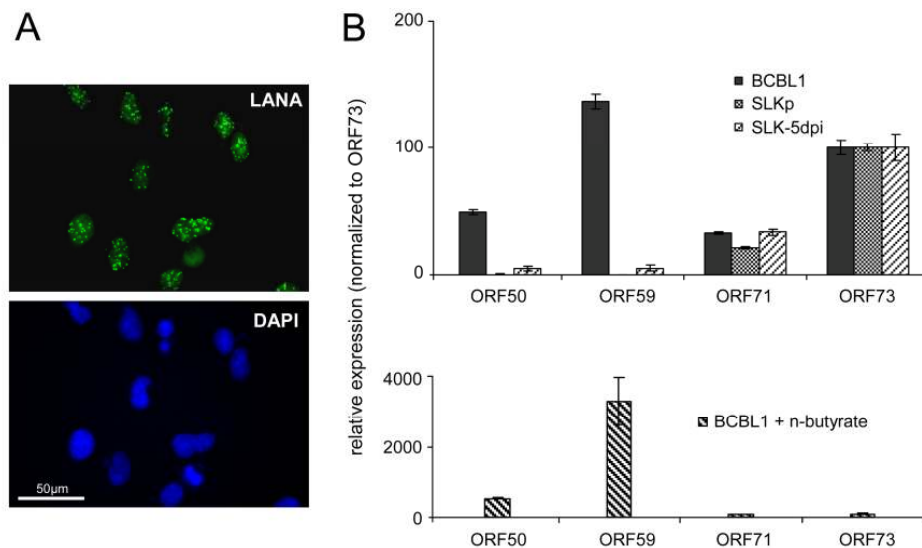 A
LANA
DAPI
50µm
B
relative expression (normalized to ORF73)
200
100
0
BCBL1
SLKp
SLK-5dpi
ORF50 ORF59 ORF71 ORF73
4000
2000
0
BCBL1 + n-butyrate
ORF50 ORF59 ORF71 ORF73